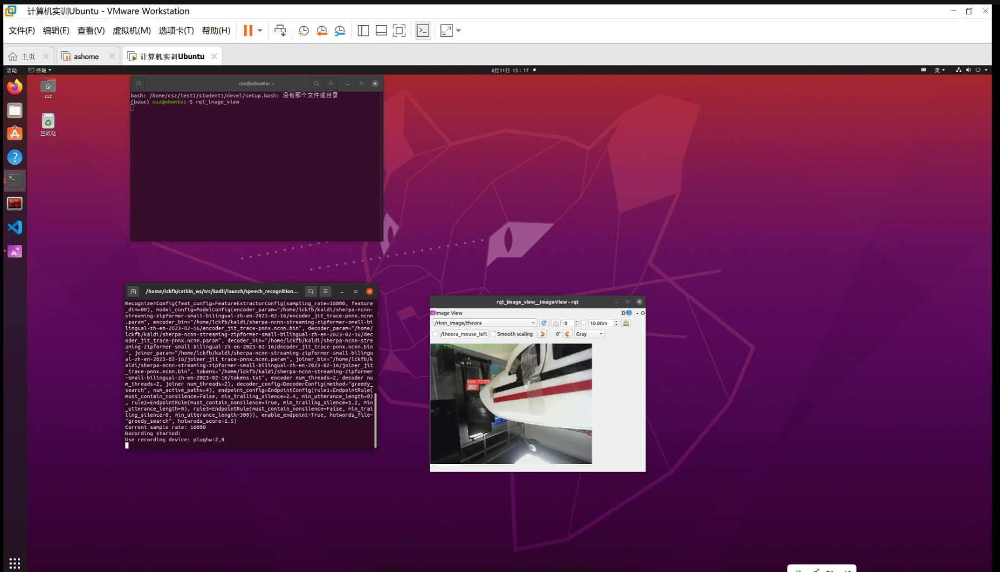 计算机实训Ubuntu - VMware Workstation
文件(F) 编辑(E) 查看(V) 虚拟机(M) 选项卡(T) 帮助(H)
主页 ashome 计算机实训Ubuntu
活动 终端 6月11日 15:17 英
csz
回收站
csz@ubuntu: ~
bash: /home/csz/test1/student1/devel/setup.bash: 没有那个文件或目录
(base) csz@ubuntu:~$ rqt_image_view
/home/lckfb/catkin_ws/src/kadli/launch/speech_recognition...
RecognizerConfig(feat_config=FeatureExtractorConfig(sampling_rate=16000, feature
_dim=80), model_config=ModelConfig(encoder_param="/home/lckfb/kaldi/sherpa-ncnn-
streaming-zipformer-small-bilingual-zh-en-2023-02-16/encoder_jit_trace-pnnx.ncnn
.param", encoder_bin="/home/lckfb/kaldi/sherpa-ncnn-streaming-zipformer-small-bi
lingual-zh-en-2023-02-16/encoder_jit_trace-pnnx.ncnn.bin", decoder_param="/home/
lckfb/kaldi/sherpa-ncnn-streaming-zipformer-small-bilingual-zh-en-2023-02-16/dec
oder_jit_trace-pnnx.ncnn.param", decoder_bin="/home/lckfb/kaldi/sherpa-ncnn-stre
aming-zipformer-small-bilingual-zh-en-2023-02-16/decoder_jit_trace-pnnx.ncnn.bin
", joiner_param="/home/lckfb/kaldi/sherpa-ncnn-streaming-zipformer-small-bilingu
al-zh-en-2023-02-16/joiner_jit_trace-pnnx.ncnn.param", joiner_bin="/home/lckfb/k
aldi/sherpa-ncnn-streaming-zipformer-small-bilingual-zh-en-2023-02-16/joiner_jit
_trace-pnnx.ncnn.bin", tokens="/home/lckfb/kaldi/sherpa-ncnn-streaming-zipformer
-small-bilingual-zh-en-2023-02-16/tokens.txt", encoder num_threads=2, decoder nu
m_threads=2, joiner num_threads=2), decoder_config=DecoderConfig(method="greedy_
search", num_active_paths=4), endpoint_config=EndpointConfig(rule1=EndpointRule(
must_contain_nonsilence=False, min_trailing_silence=2.4, min_utterance_length=0)
, rule2=EndpointRule(must_contain_nonsilence=True, min_trailing_silence=1.2, min
_utterance_length=0), rule3=EndpointRule(must_contain_nonsilence=False, min_trai
ling_silence=0, min_utterance_length=300)), enable_endpoint=True, hotwords_file=
"greedy_search", hotwrods_score=1.5)
Current sample rate: 16000
Recording started!
Use recording device: plughw:2,0
rqt_image_view__ImageView - rqt
Image View D - O
/rknn_image/theora 0 10.00m
/theora_mouse_left Smooth scaling 0° Gray